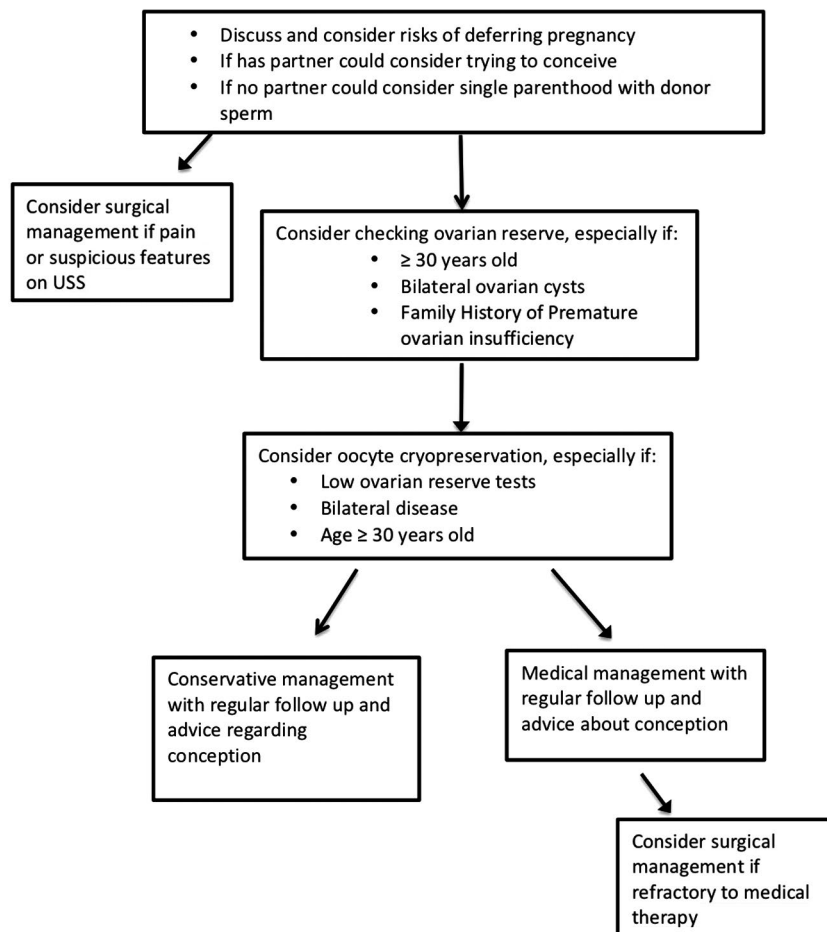 • Discuss and consider risks of deferring pregnancy
• If has partner could consider trying to conceive
• If no partner could consider single parenthood with donor
sperm
Consider surgical
management if pain
or suspicious features
on USS
Consider checking ovarian reserve, especially if:
• ≥ 30 years old
• Bilateral ovarian cysts
• Family History of Premature
ovarian insufficiency
Consider oocyte cryopreservation, especially if:
• Low ovarian reserve tests
• Bilateral disease
• Age ≥ 30 years old
Conservative management
with regular follow up and
advice regarding
conception
Medical management with
regular follow up and
advice about conception
Consider surgical
management if
refractory to medical
therapy